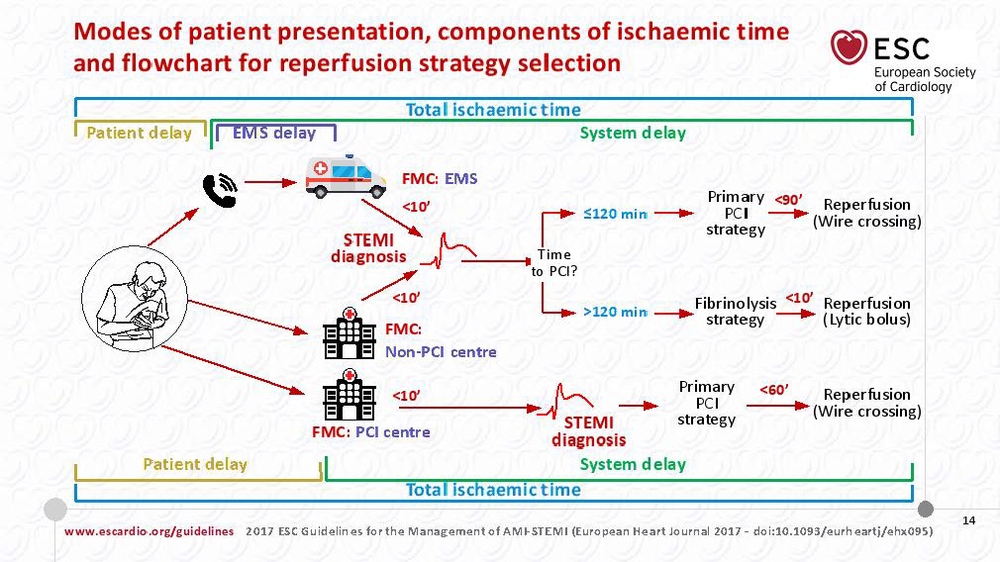 Modes of patient presentation, components of ischaemic time
and flowchart for reperfusion strategy selection
ESC
European Society
of Cardiology
Total ischaemic time
Patient delay
EMS delay
System delay
FMC: EMS
<10’
STEMI
diagnosis
<10’
FMC:
Non-PCI centre
Time
to PCI?
≤120 min
Primary
PCI
strategy
<90’
Reperfusion
(Wire crossing)
>120 min
Fibrinolysis
strategy
<10’
Reperfusion
(Lytic bolus)
FMC: PCI centre
<10’
STEMI
diagnosis
Primary
PCI
strategy
<60’
Reperfusion
(Wire crossing)
Patient delay
System delay
Total ischaemic time
www.escardio.org/guidelines 2017 ESC Guidelines for the Management of AMI-STEMI (European Heart Journal 2017 - doi:10.1093/eurheartj/ehx095)
14